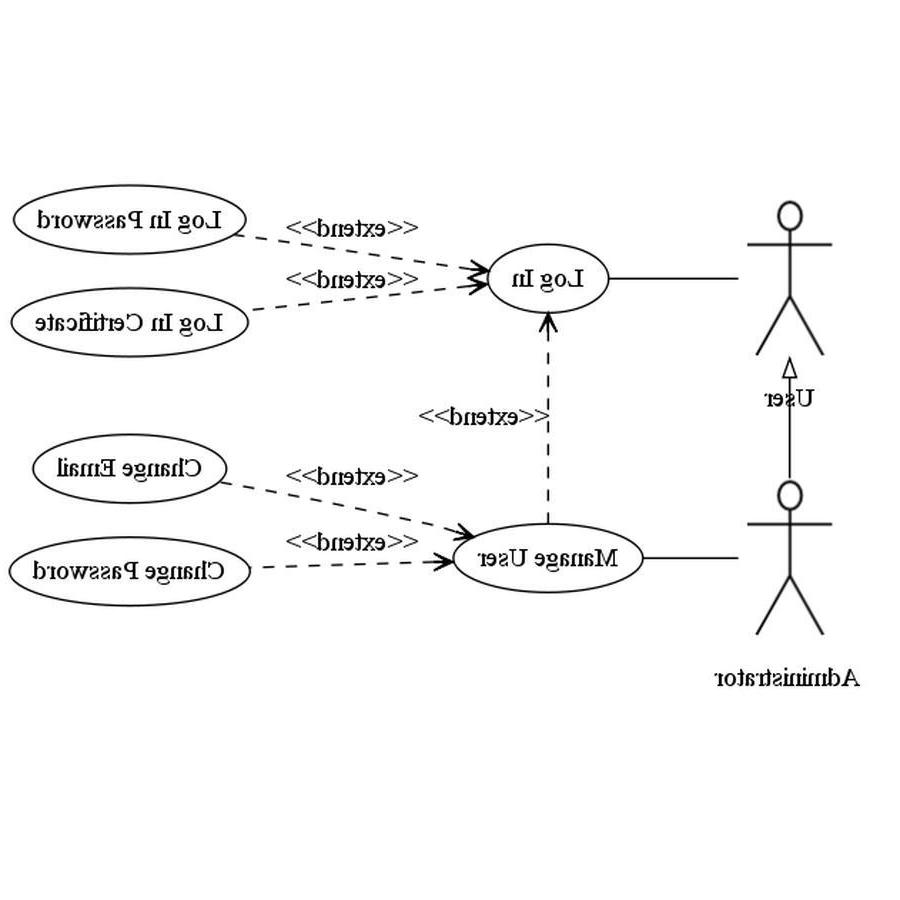 Log In Password
<<extend>>
Log In
<<extend>>
Log In Certificate
User
<<extend>>
Change Email
<<extend>>
<<extend>>
Manage User
Change Password
Administrator